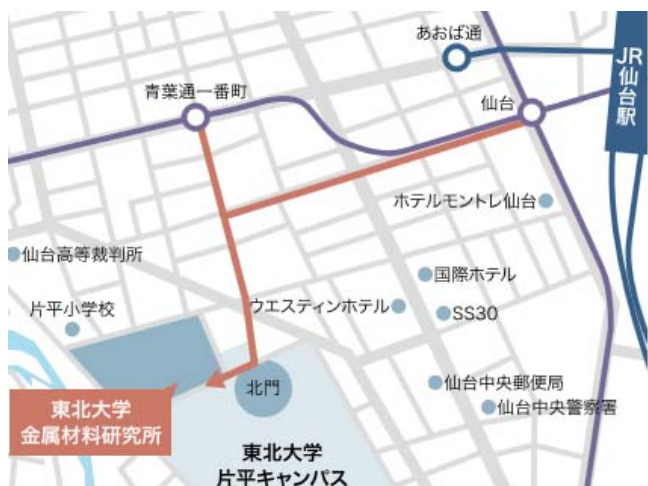 あおば通
JR仙台駅
青葉通一番町
仙台
ホテルモントレ仙台
仙台高等裁判所
国際ホテル
片平小学校
ウエスティンホテル
SS30
北門
仙台中央郵便局
東北大学
金属材料研究所
仙台中央警察署
東北大学
片平キャンパス